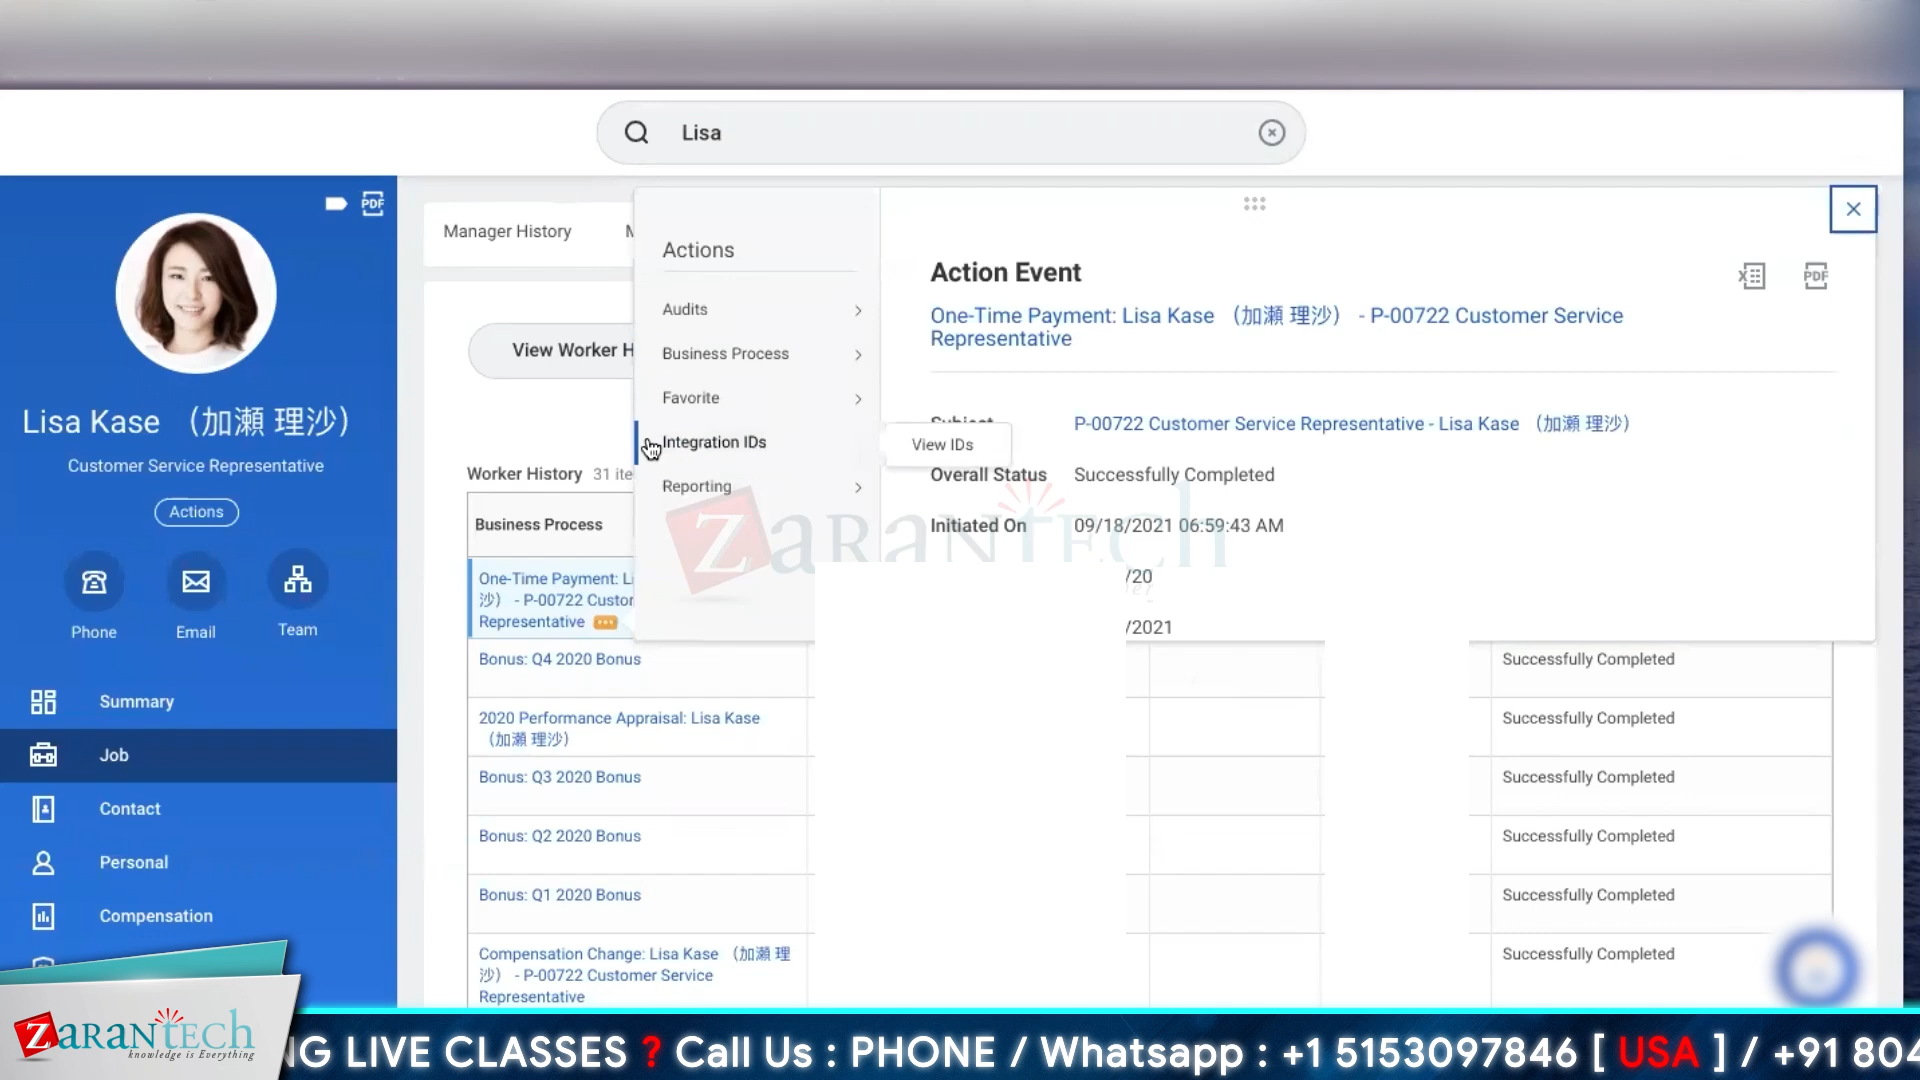 Lisa
PDF
Lisa Kase （加瀬 理沙）
Customer Service Representative
Actions
Phone
Email
Team
Summary
Job
Contact
Personal
Compensation
Manager History
View Worker H
Worker History 31 ite
Business Process
One-Time Payment: Li
沙） - P-00722 Custor
Representative
Bonus: Q4 2020 Bonus
2020 Performance Appraisal: Lisa Kase
（加瀬 理沙）
Bonus: Q3 2020 Bonus
Bonus: Q2 2020 Bonus
Bonus: Q1 2020 Bonus
Compensation Change: Lisa Kase （加瀬 理
沙） - P-00722 Customer Service
Representative
Actions
Audits
Business Process
Favorite
Integration IDs
Reporting
View IDs
Action Event
PDF
One-Time Payment: Lisa Kase （加瀬 理沙） - P-00722 Customer Service
Representative
P-00722 Customer Service Representative - Lisa Kase （加瀬 理沙）
Overall Status Successfully Completed
Initiated On 09/18/2021 06:59:43 AM
/20
/2021
ZaranTech
Successfully Completed
Successfully Completed
Successfully Completed
Successfully Completed
Successfully Completed
Successfully Completed
ZaranTech
knowledge is Everything
NG LIVE CLASSES ? Call Us : PHONE / Whatsapp : +1 5153097846 [ USA ] / +91 804